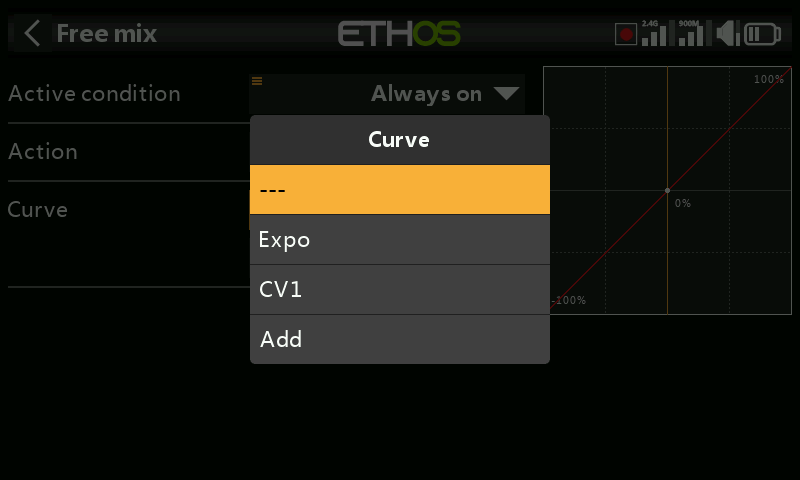 Free mix
ETHOS
2.4G
900M
Active condition
Always on
Action
Curve
Curve
---
Expo
CV1
Add
100%
0%
-100%